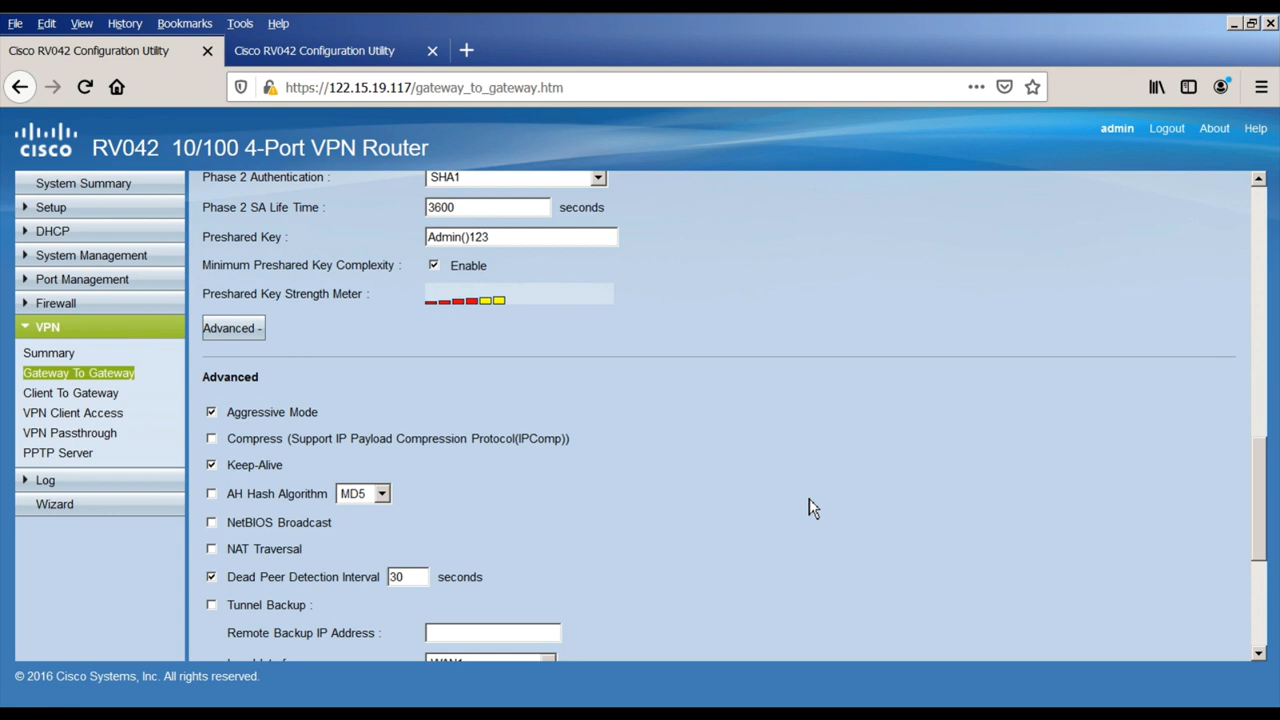 File Edit View History Bookmarks Tools Help
Cisco RV042 Configuration Utility
Cisco RV042 Configuration Utility
https://122.15.19.117/gateway_to_gateway.htm
CISCO RV042 10/100 4-Port VPN Router
admin Logout About Help
System Summary
Setup
DHCP
System Management
Port Management
Firewall
VPN
Summary
Gateway To Gateway
Client To Gateway
VPN Client Access
VPN Passthrough
PPTP Server
Log
Wizard
Phase 2 Authentication : SHA1
Phase 2 SA Life Time : 3600 seconds
Preshared Key : Admin()123
Minimum Preshared Key Complexity : Enable
Preshared Key Strength Meter :
Advanced -
Advanced
Aggressive Mode
Compress (Support IP Payload Compression Protocol(IPComp))
Keep-Alive
AH Hash Algorithm MD5
NetBIOS Broadcast
NAT Traversal
Dead Peer Detection Interval 30 seconds
Tunnel Backup :
Remote Backup IP Address :
WAN1
© 2016 Cisco Systems, Inc. All rights reserved.